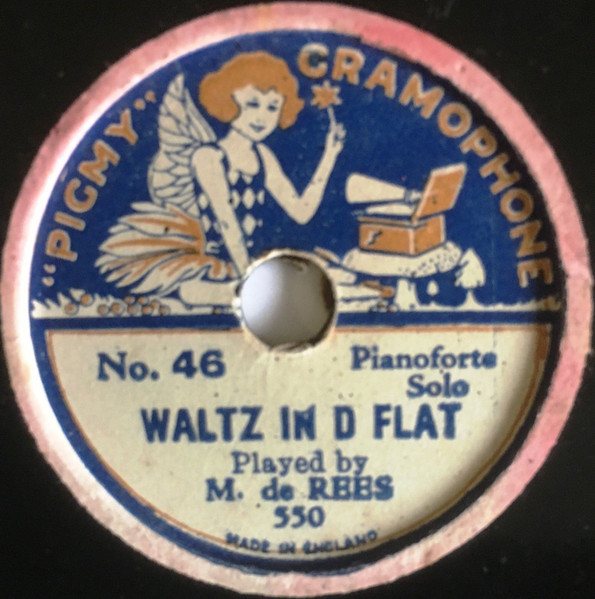 "PIGMY" GRAMOPHONE
No. 46 Pianoforte
Solo
WALTZ IN D FLAT
Played by
M. de REES
550
MADE IN ENGLAND